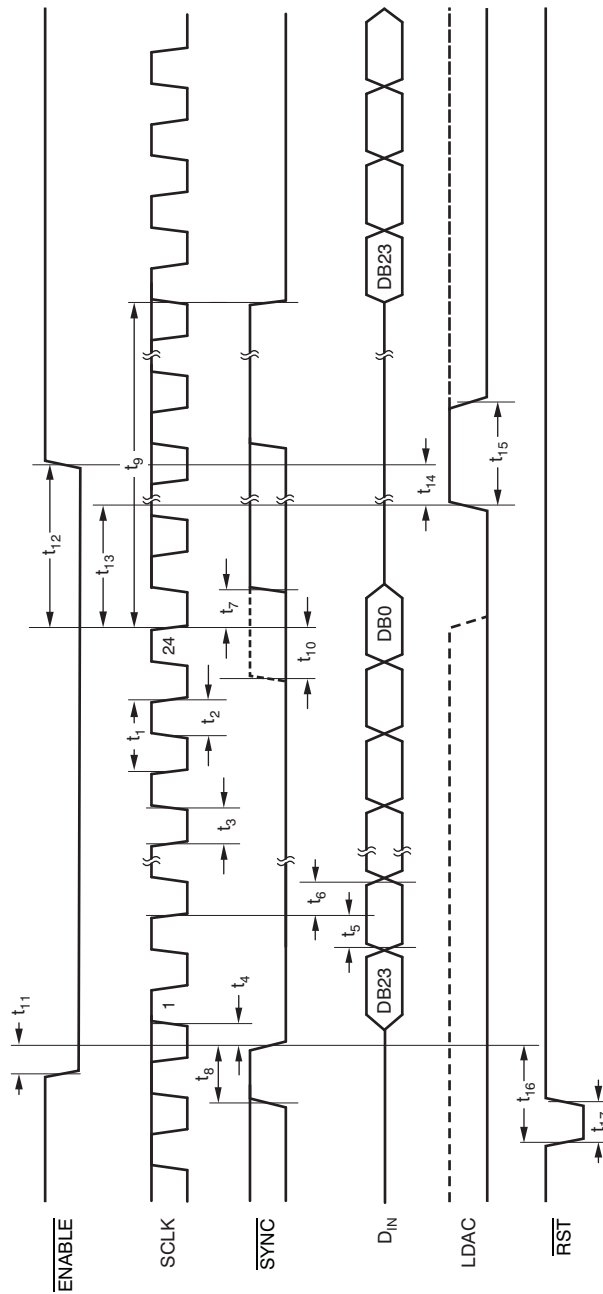 ENABLE
t11
t12
t13
SCLK
1
24
t1
t2
t3
t9
SYNC
t8
t4
t10
t7
DIN
DB23
DB0
DB23
t5
t6
LDAC
t14
t15
RST
t16
t17